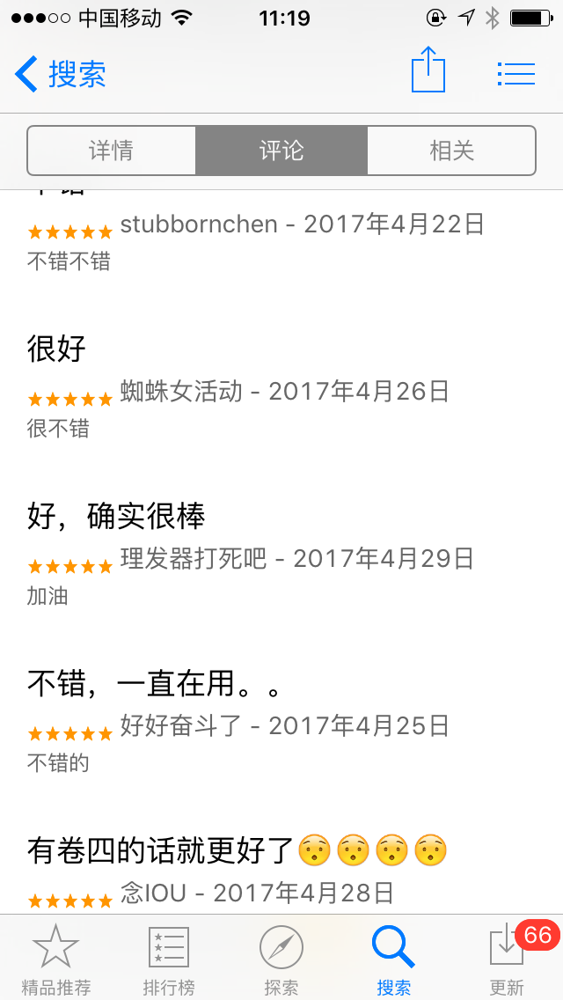 中国移动 11:19
搜索
详情 评论 相关
不错
stubbornchen - 2017年4月22日
不错不错
很好
蜘蛛女活动 - 2017年4月26日
很不错
好，确实很棒
理发器打死吧 - 2017年4月29日
加油
不错，一直在用。。
好好奋斗了 - 2017年4月25日
不错的
有卷四的话就更好了😯😯😯😯
念IOU - 2017年4月28日
66
精品推荐 排行榜 探索 搜索 更新